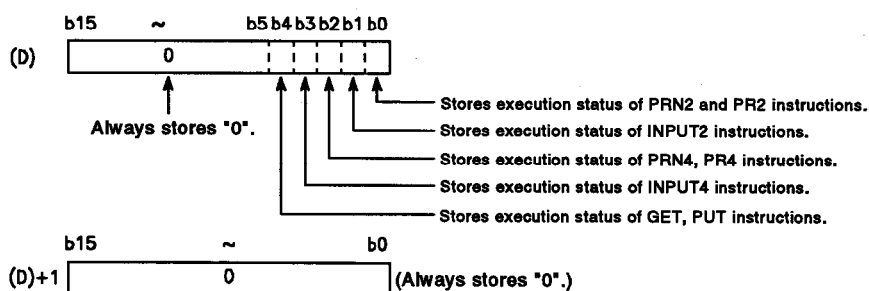 b15 ~ b5 b4 b3 b2 b1 b0
(D) 0
Stores execution status of PRN2 and PR2 instructions.
Always stores "0".
Stores execution status of INPUT2 instructions.
Stores execution status of PRN4, PR4 instructions.
Stores execution status of INPUT4 instructions.
Stores execution status of GET, PUT instructions.
b15 ~ b0
(D)+1 0 (Always stores "0".)